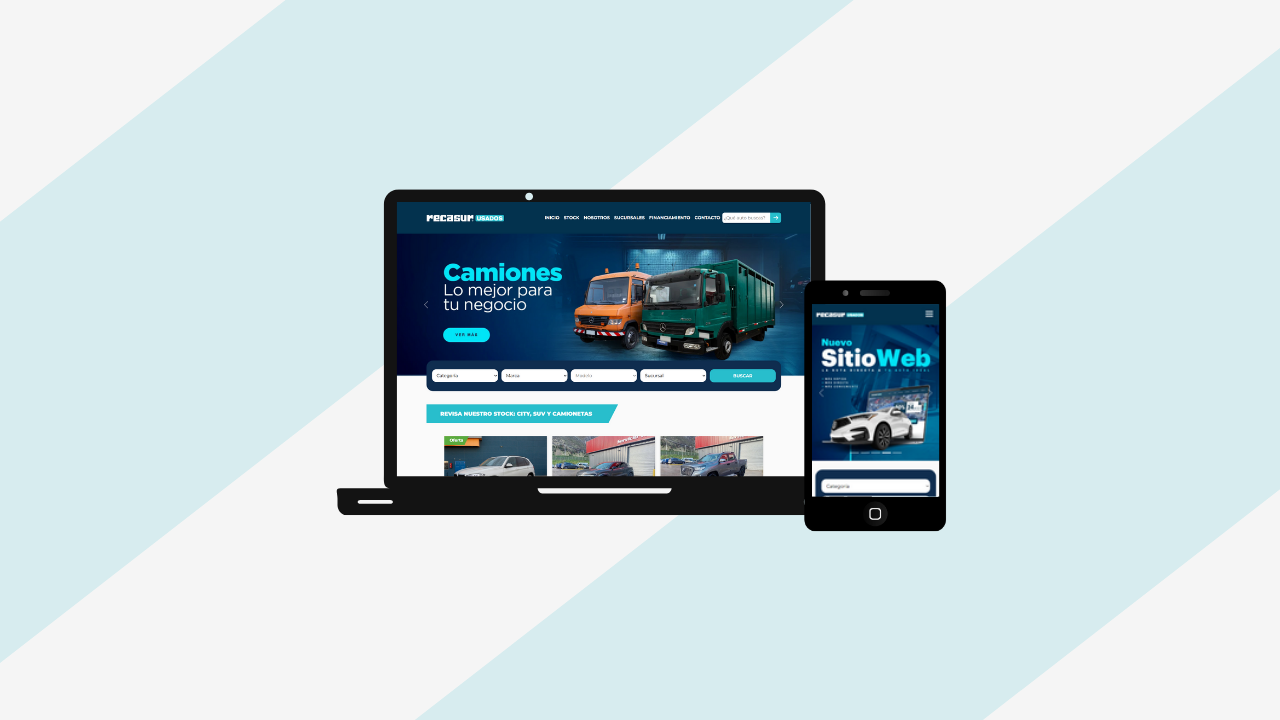 recasur USADOS
INICIO STOCK NOSOTROS SUCURSALES FINANCIAMIENTO CONTACTO ¿Qué auto buscas?
Camiones
Lo mejor para
tu negocio
VER MÁS
Categoría Marca Modelo Sucursal BUSCAR
REVISA NUESTRO STOCK: CITY, SUV Y CAMIONETAS
Oferta
recasur USADOS
Nuevo
SitioWeb
Categoría